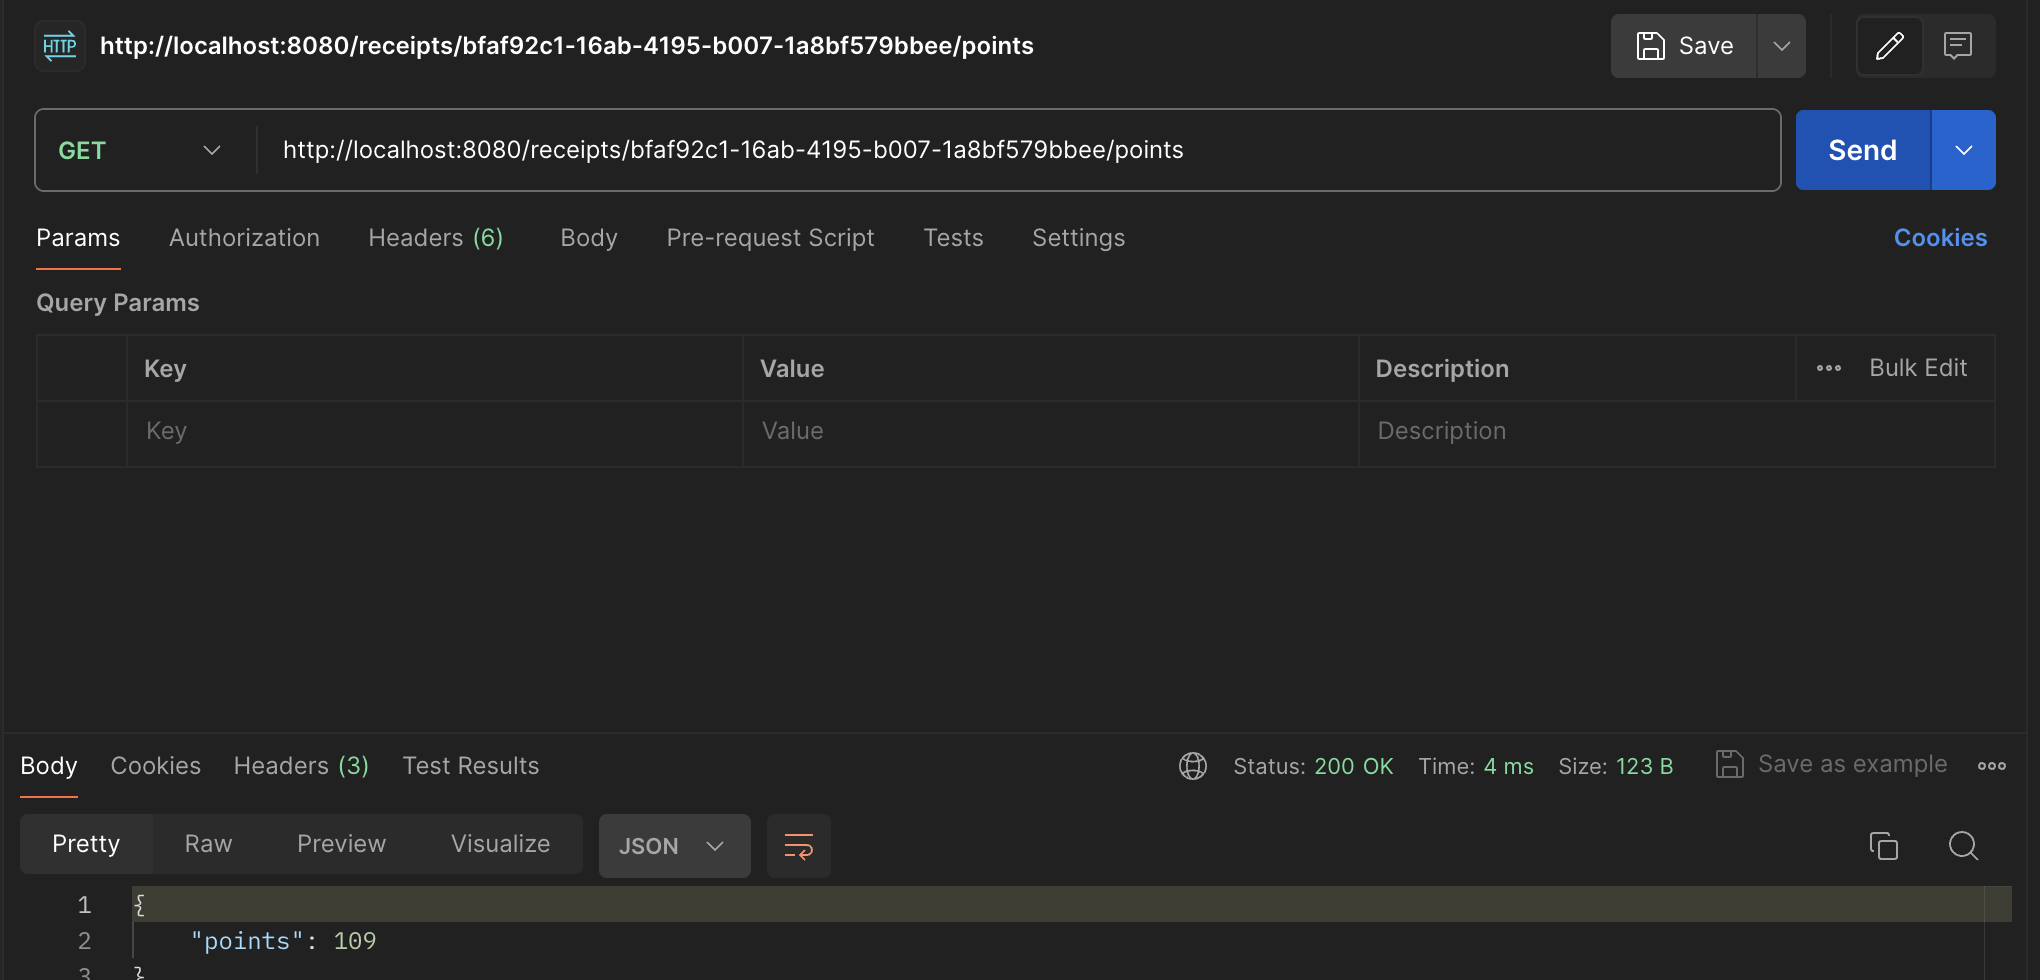 HTTP http://localhost:8080/receipts/bfaf92c1-16ab-4195-b007-1a8bf579bbee/points Save
GET http://localhost:8080/receipts/bfaf92c1-16ab-4195-b007-1a8bf579bbee/points Send
Params Authorization Headers (6) Body Pre-request Script Tests Settings Cookies
Query Params
Key Value Description Bulk Edit
Key Value Description
Body Cookies Headers (3) Test Results Status: 200 OK Time: 4 ms Size: 123 B Save as example
Pretty Raw Preview Visualize JSON
1 {
2 "points": 109
3 }